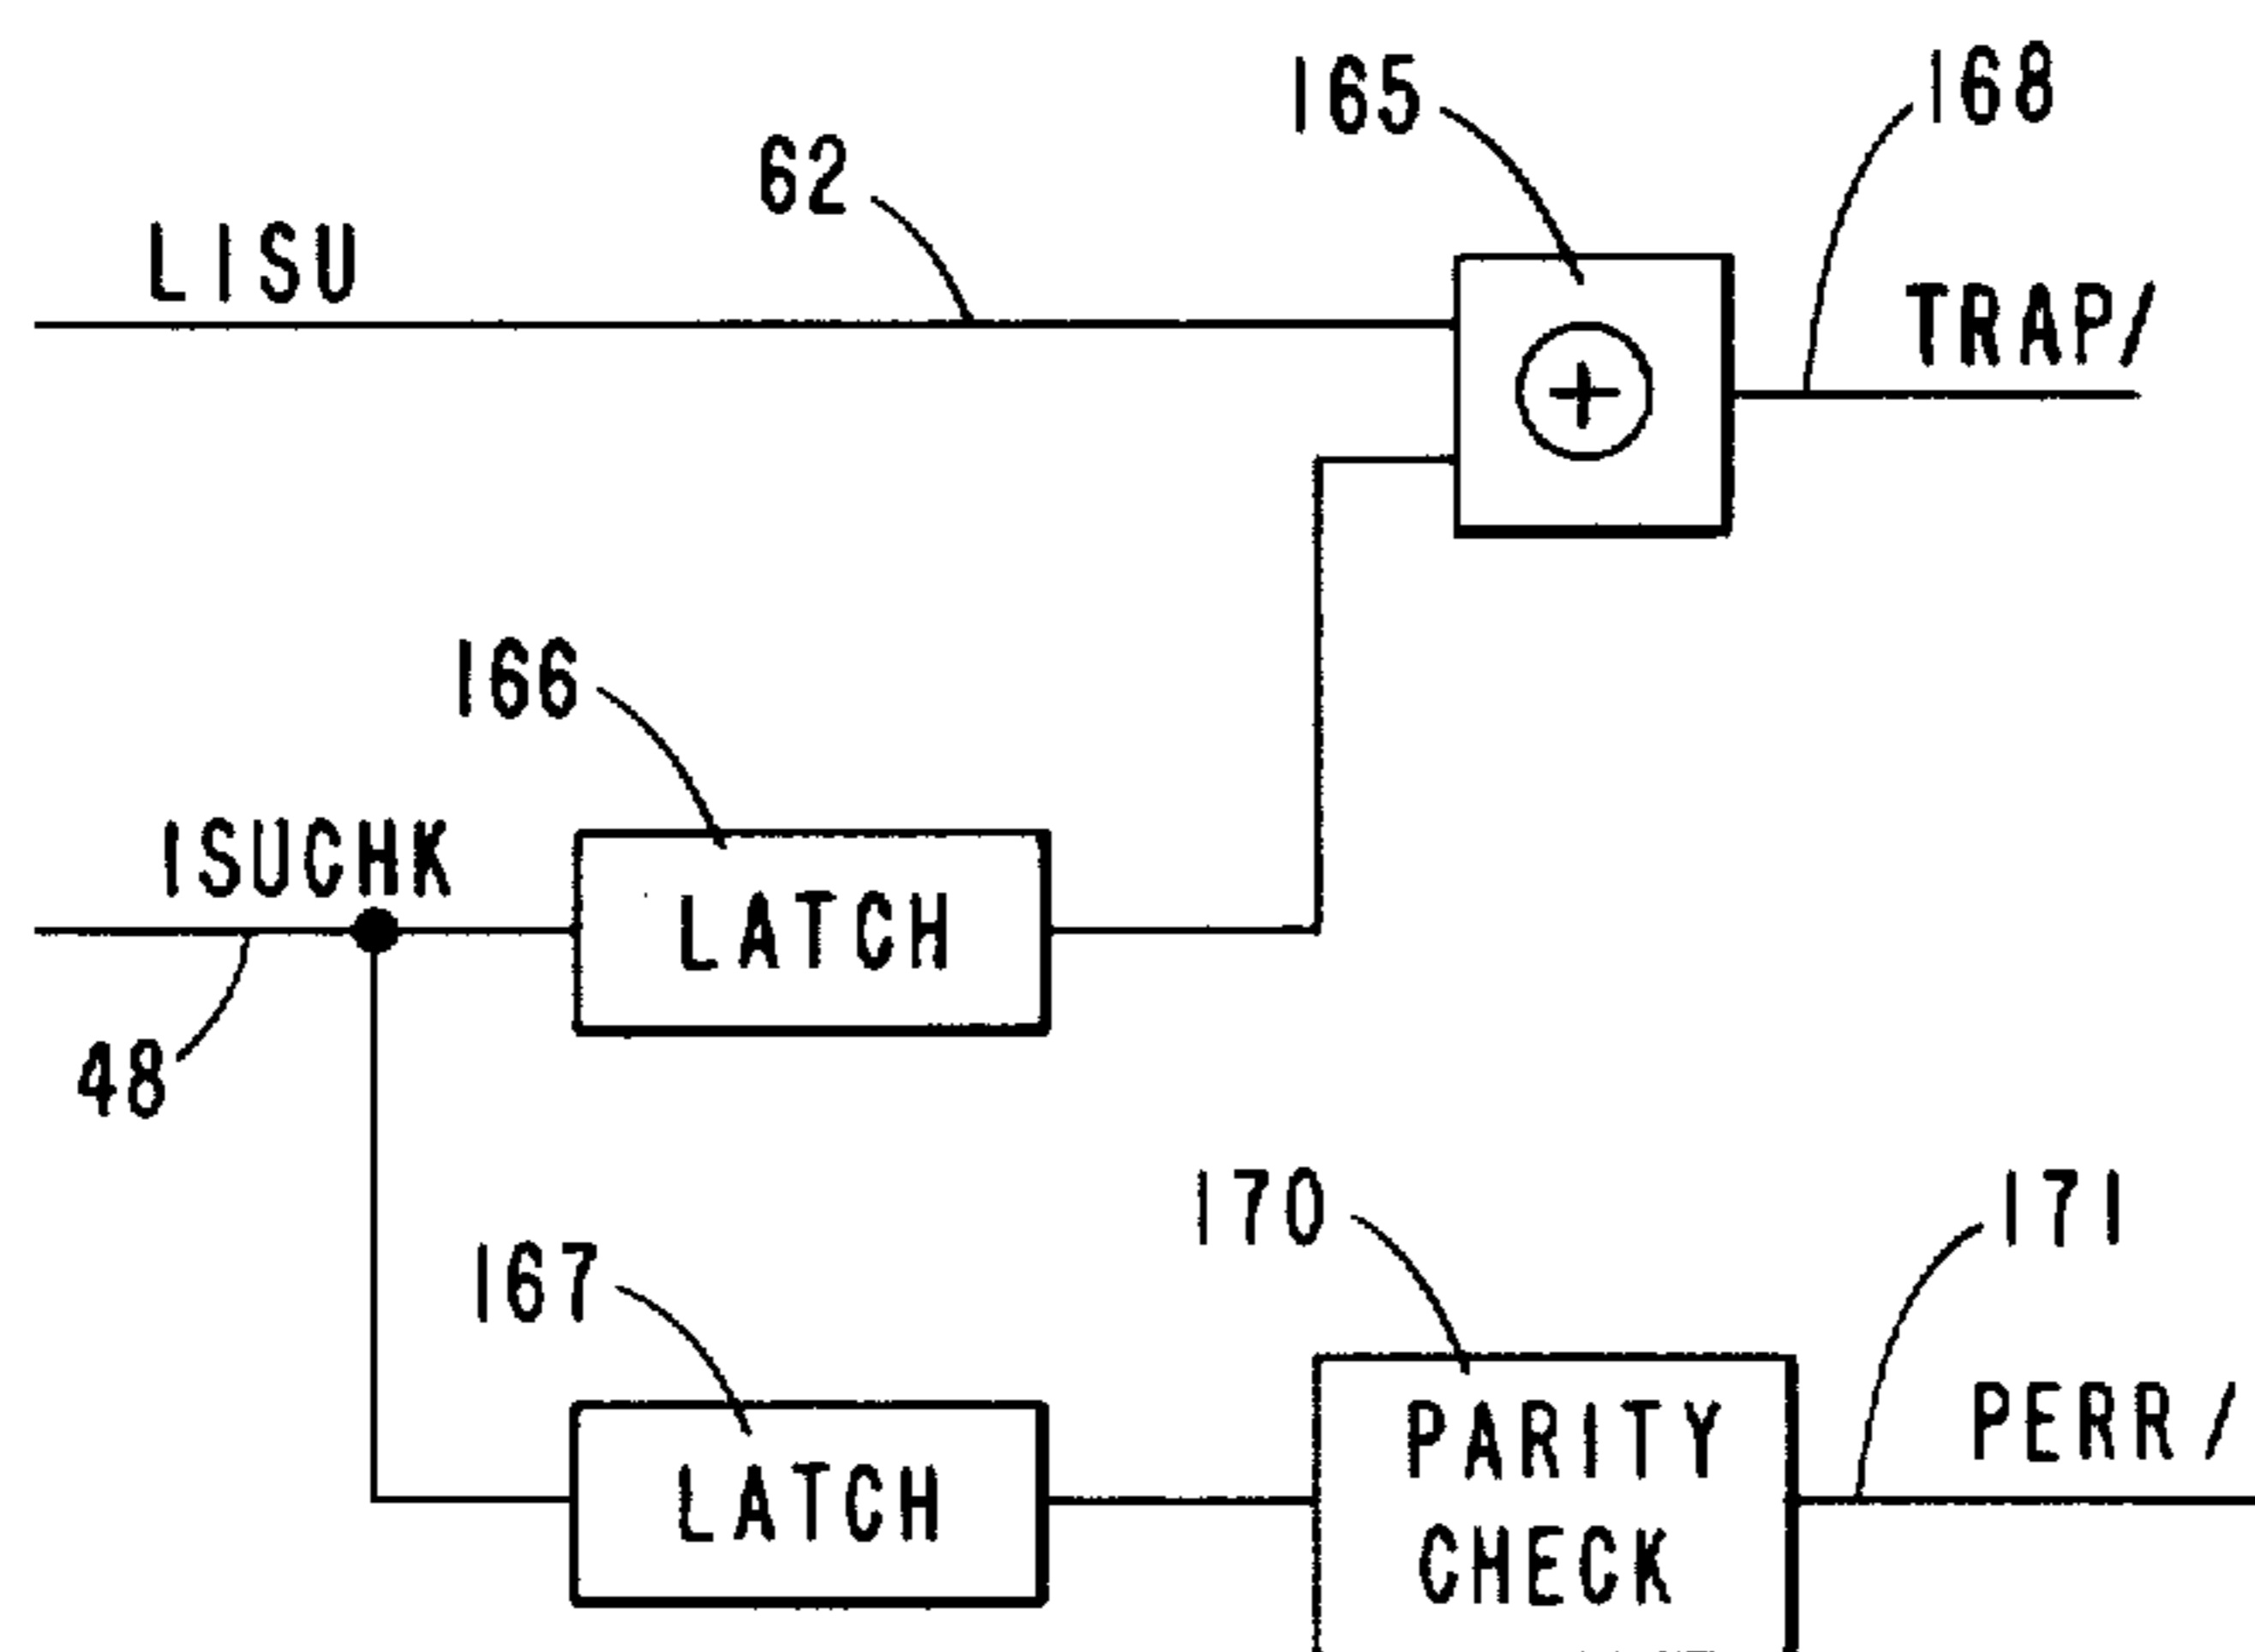 165
168
62
LISU
TRAP/
166
ISUCHK
LATCH
48
170
171
167
PERR/
PARITY
LATCH
CHECK